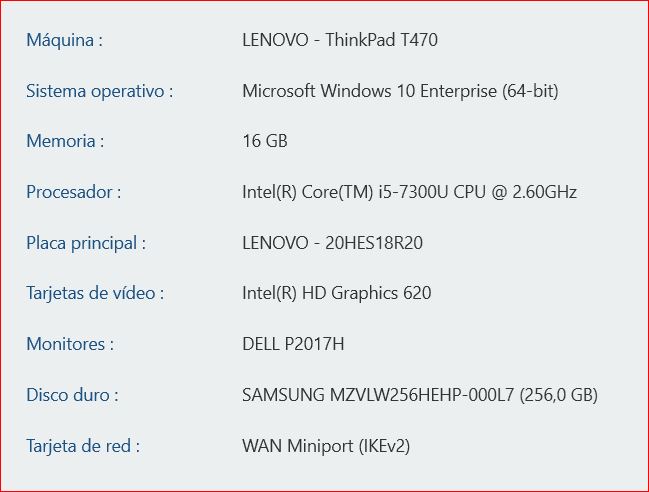 Máquina : LENOVO - ThinkPad T470
Sistema operativo : Microsoft Windows 10 Enterprise (64-bit)
Memoria : 16 GB
Procesador : Intel(R) Core(TM) i5-7300U CPU @ 2.60GHz
Placa principal : LENOVO - 20HES18R20
Tarjetas de vídeo : Intel(R) HD Graphics 620
Monitores : DELL P2017H
Disco duro : SAMSUNG MZVLW256HEHP-000L7 (256,0 GB)
Tarjeta de red : WAN Miniport (IKEv2)